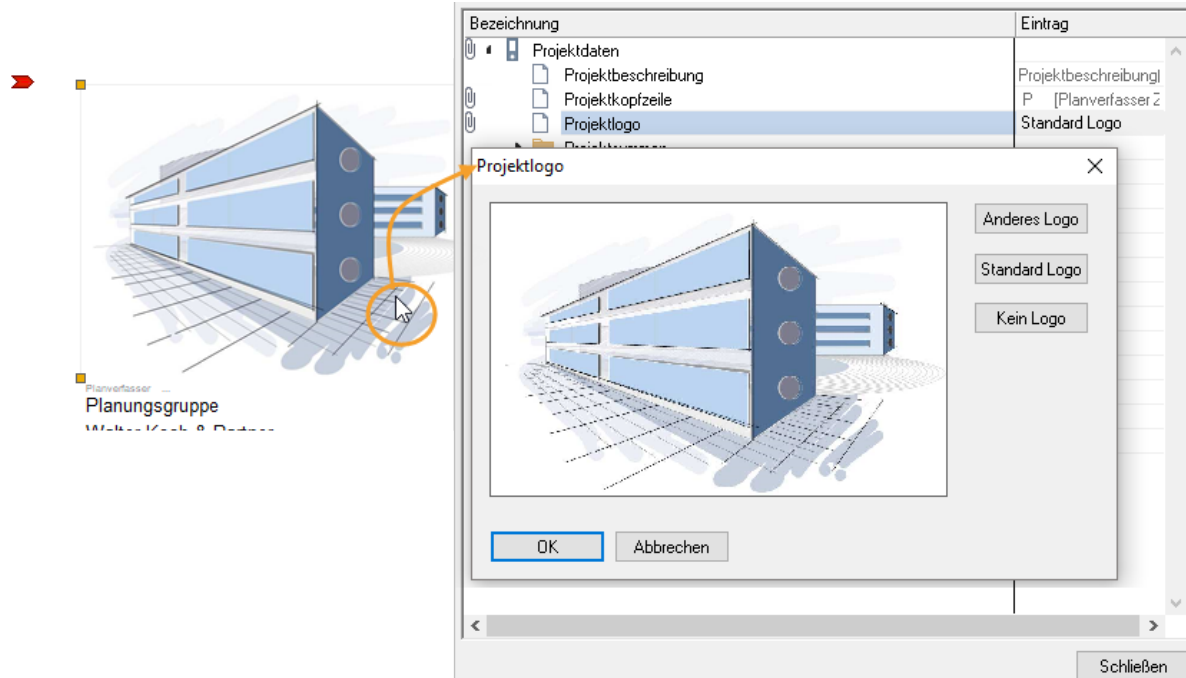 Bezeichnung Eintrag
Projektdaten
Projektbeschreibung Projektbeschreibung
Projektkopfzeile P [Planverfasser Z
Projektlogo Standard Logo
Projektlogo
Anderes Logo
Standard Logo
Kein Logo
OK Abbrechen
Schließen
Planverfasser
Planungsgruppe